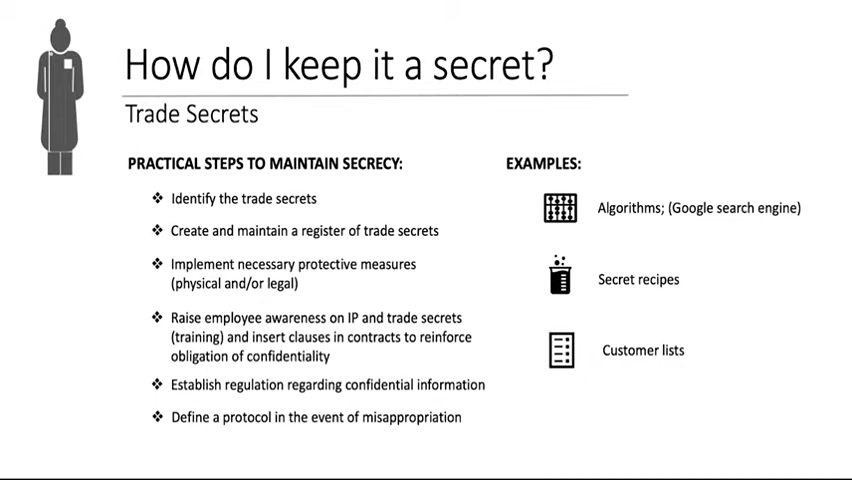 How do I keep it a secret?
Trade Secrets
PRACTICAL STEPS TO MAINTAIN SECRECY:
❖ Identify the trade secrets
❖ Create and maintain a register of trade secrets
❖ Implement necessary protective measures
(physical and/or legal)
❖ Raise employee awareness on IP and trade secrets
(training) and insert clauses in contracts to reinforce
obligation of confidentiality
❖ Establish regulation regarding confidential information
❖ Define a protocol in the event of misappropriation
EXAMPLES:
Algorithms; (Google search engine)
Secret recipes
Customer lists